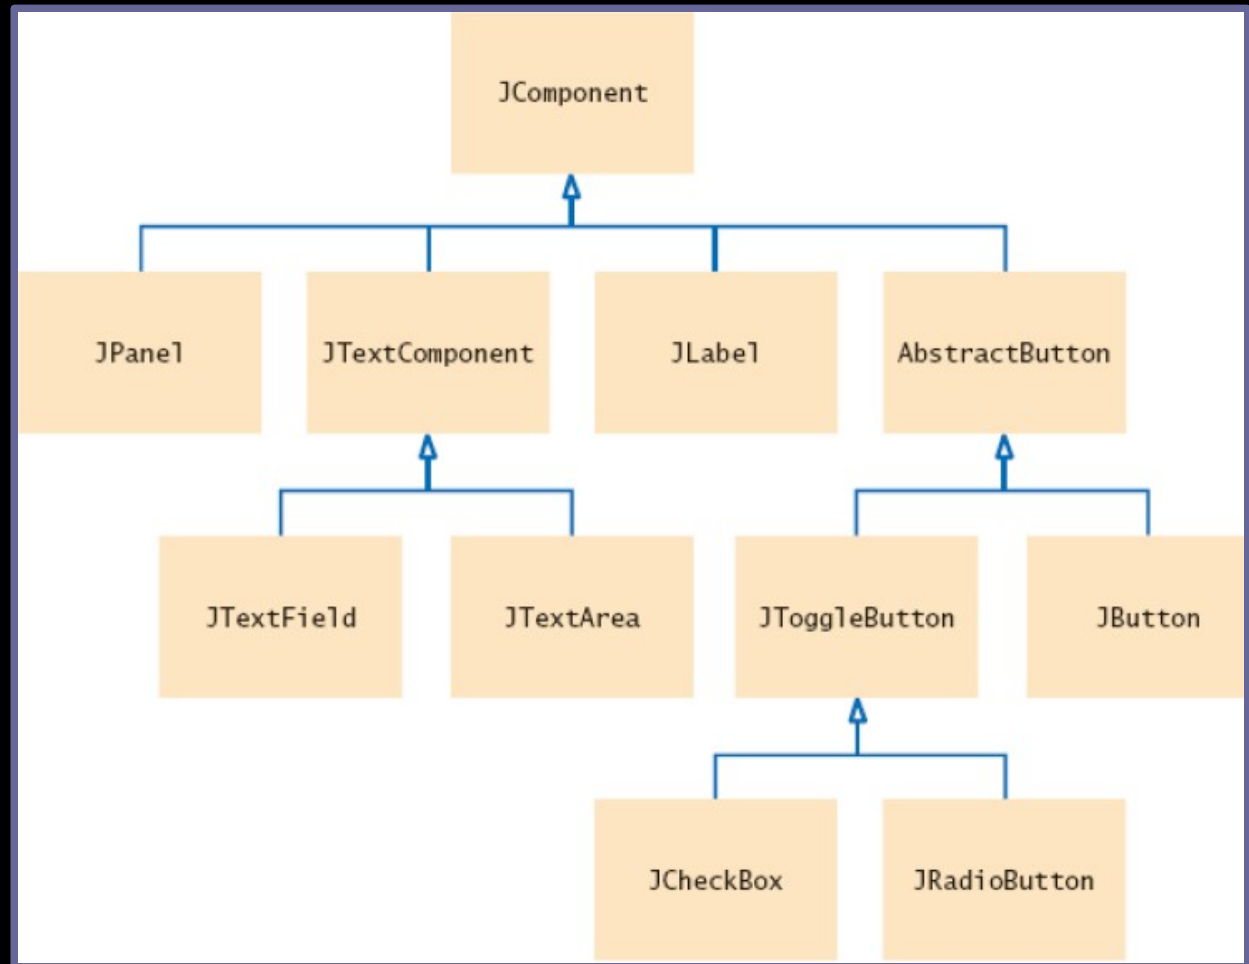 JComponent
JPanel
JTextComponent
JLabel
AbstractButton
JTextField
JTextArea
JToggleButton
JButton
JCheckBox
JRadioButton